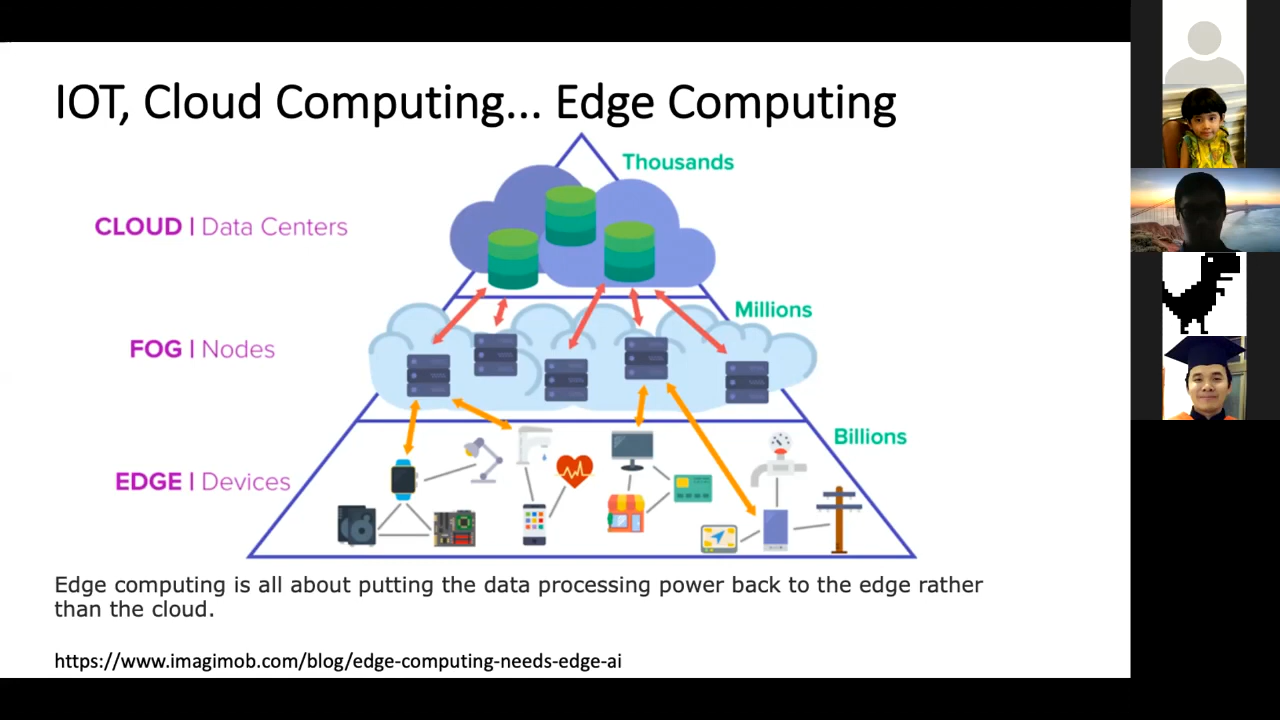 IOT, Cloud Computing... Edge Computing
Thousands
CLOUD | Data Centers
Millions
FOG | Nodes
Billions
EDGE | Devices
Edge computing is all about putting the data processing power back to the edge rather
than the cloud.
https://www.imagimob.com/blog/edge-computing-needs-edge-ai